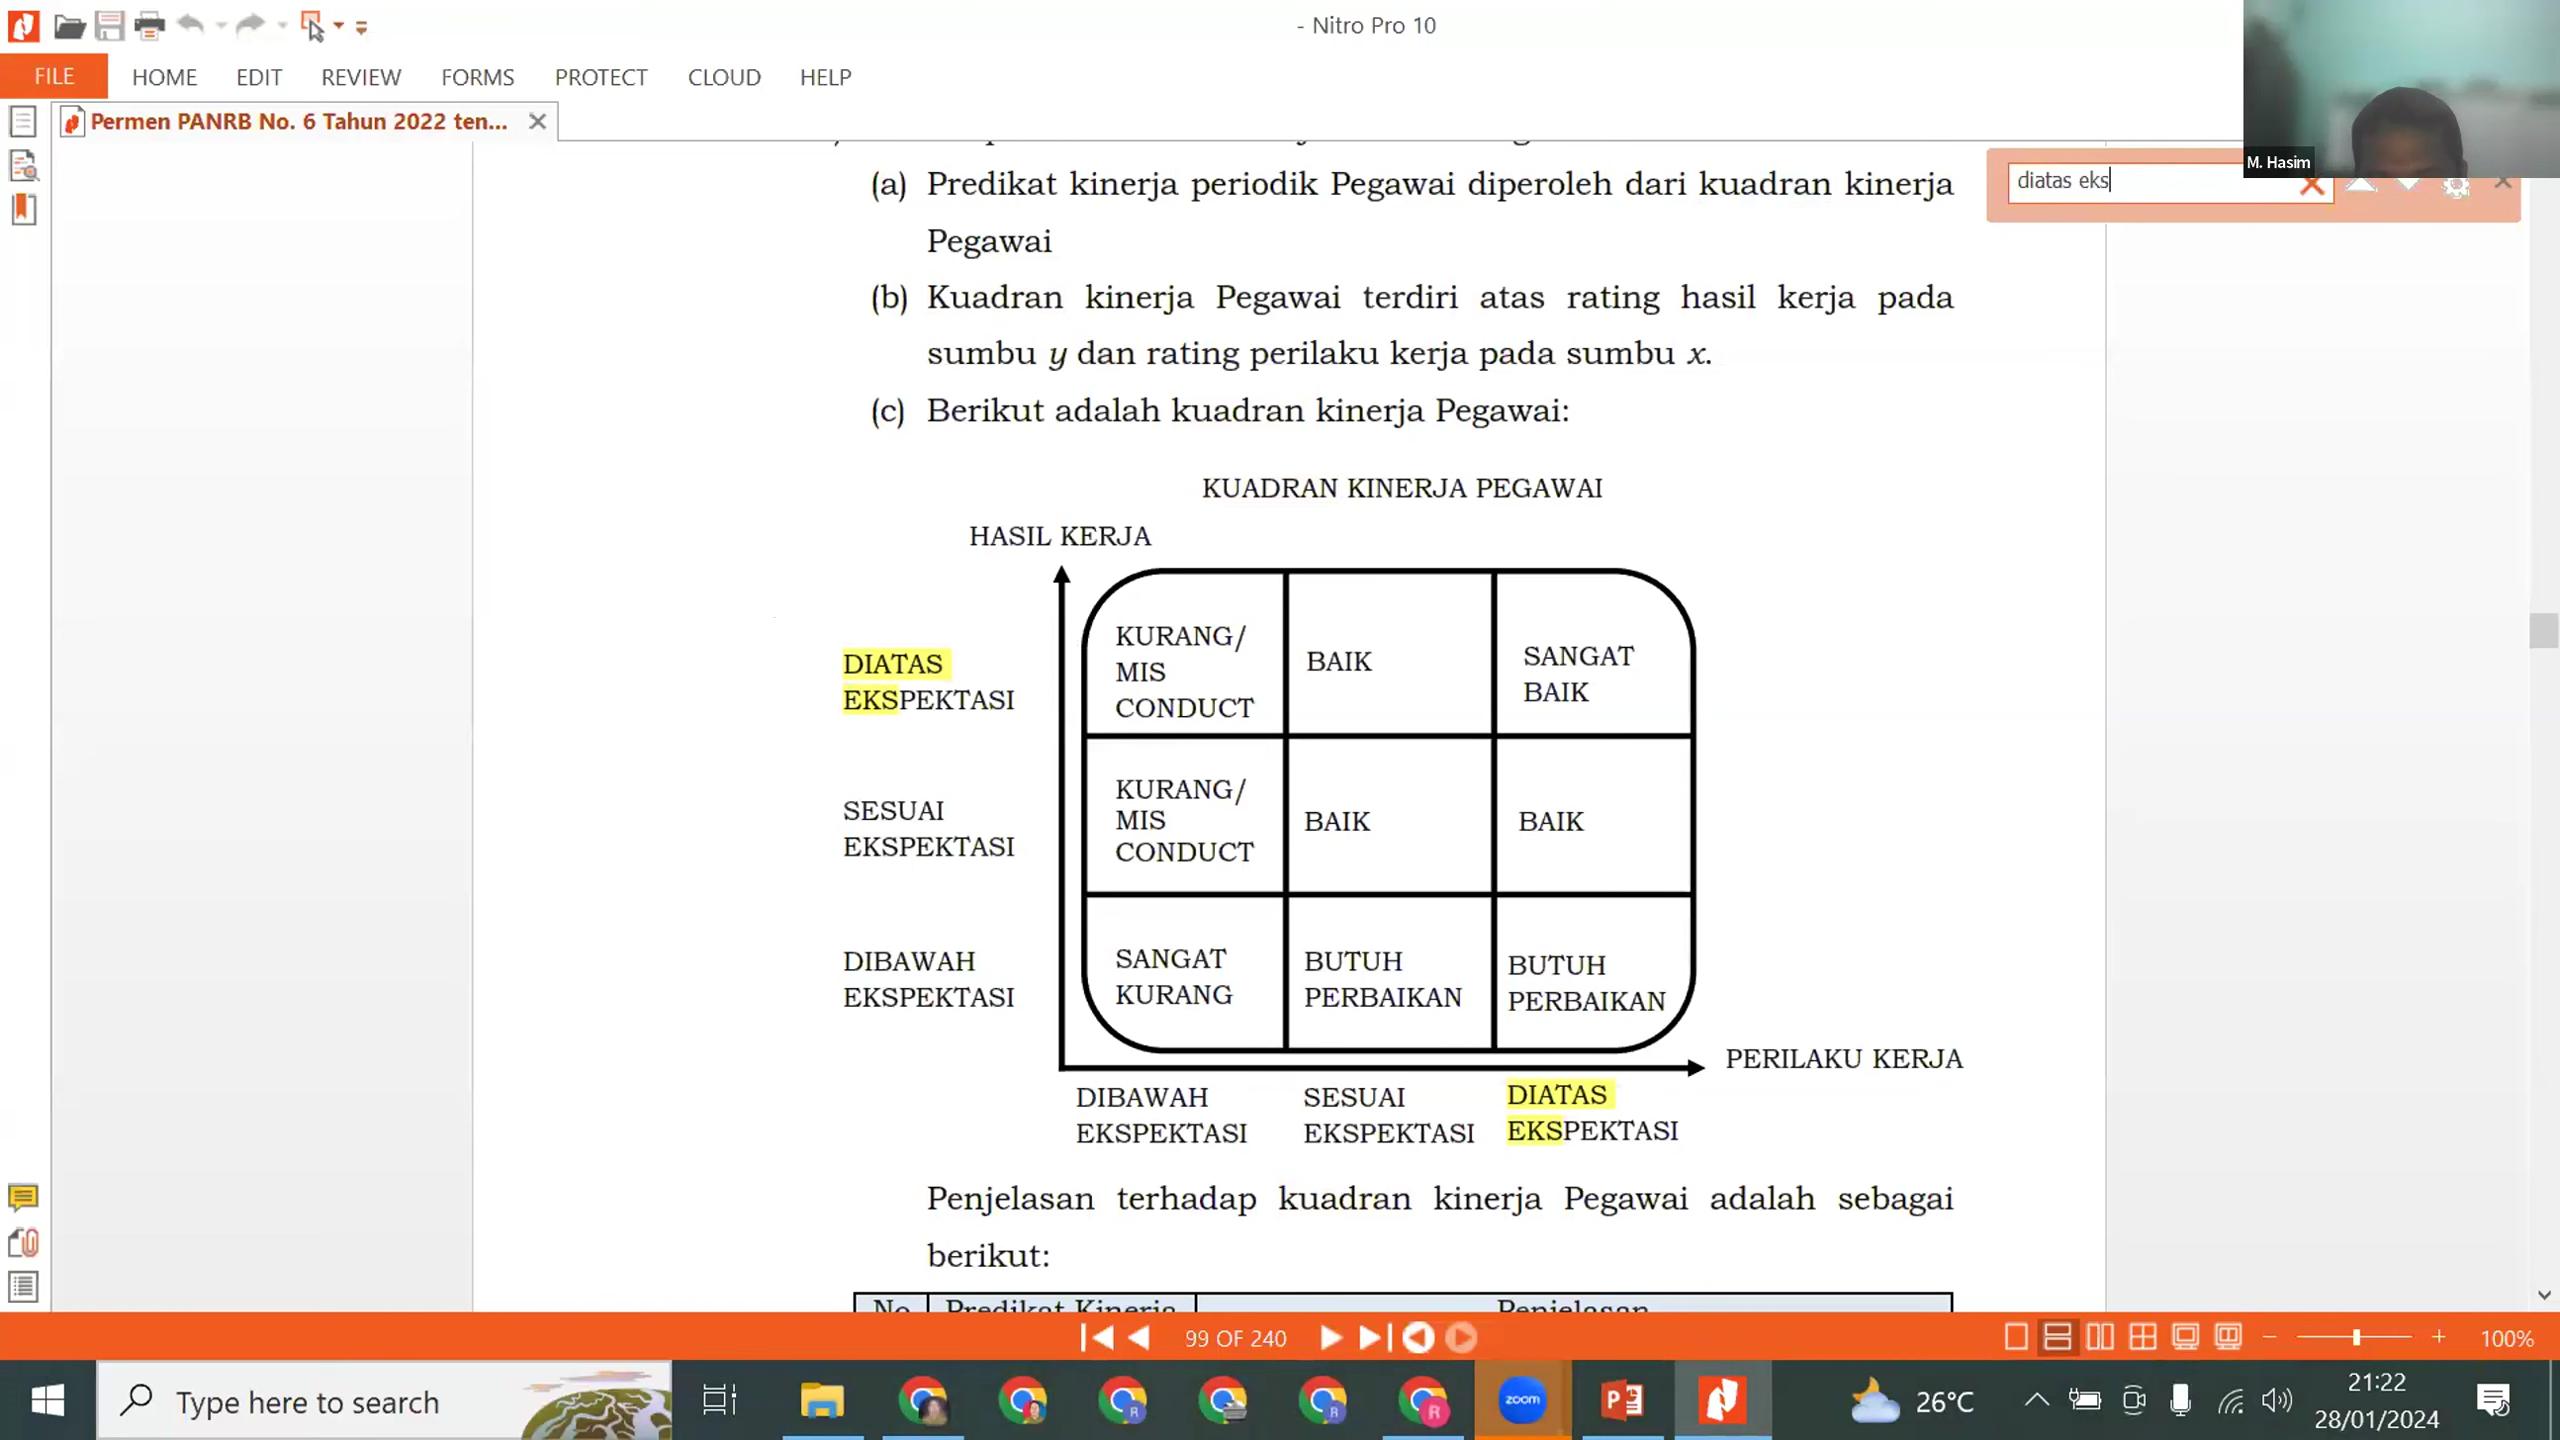 - Nitro Pro 10
FILE HOME EDIT REVIEW FORMS PROTECT CLOUD HELP
Permen PANRB No. 6 Tahun 2022 ten...
M. Hasim
diatas eks
(a) Predikat kinerja periodik Pegawai diperoleh dari kuadran kinerja
Pegawai
(b) Kuadran kinerja Pegawai terdiri atas rating hasil kerja pada
sumbu y dan rating perilaku kerja pada sumbu x.
(c) Berikut adalah kuadran kinerja Pegawai:
KUADRAN KINERJA PEGAWAI
HASIL KERJA
DIATAS
EKSPEKTASI
KURANG/
MIS
CONDUCT
BAIK
SANGAT
BAIK
SESUAI
EKSPEKTASI
KURANG/
MIS
CONDUCT
BAIK
BAIK
DIBAWAH
EKSPEKTASI
SANGAT
KURANG
BUTUH
PERBAIKAN
BUTUH
PERBAIKAN
PERILAKU KERJA
DIBAWAH
EKSPEKTASI
SESUAI
EKSPEKTASI
DIATAS
EKSPEKTASI
Penjelasan terhadap kuadran kinerja Pegawai adalah sebagai
berikut:
No Predikat Kinerja Penjelasan
99 OF 240
100%
Type here to search
zoom
26°C
21:22
28/01/2024